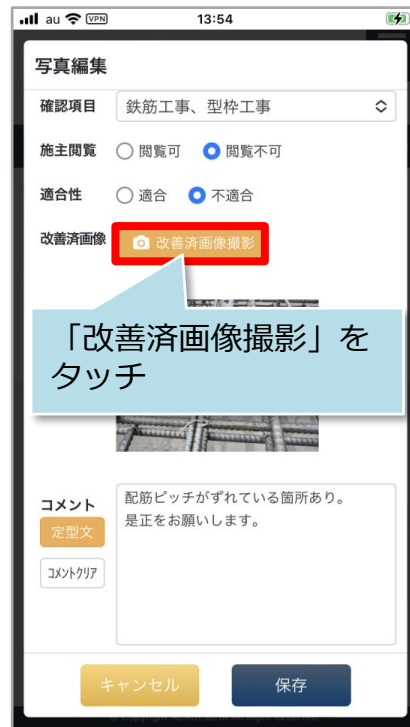 au VPN 13:54
写真編集
確認項目 鉄筋工事、型枠工事
施主閲覧 閲覧可 閲覧不可
適合性 適合 不適合
改善済画像 改善済画像撮影
「改善済画像撮影」を
タッチ
コメント
定型文
コメントクリア
配筋ピッチがずれている箇所あり。
是正をお願いします。
キャンセル 保存